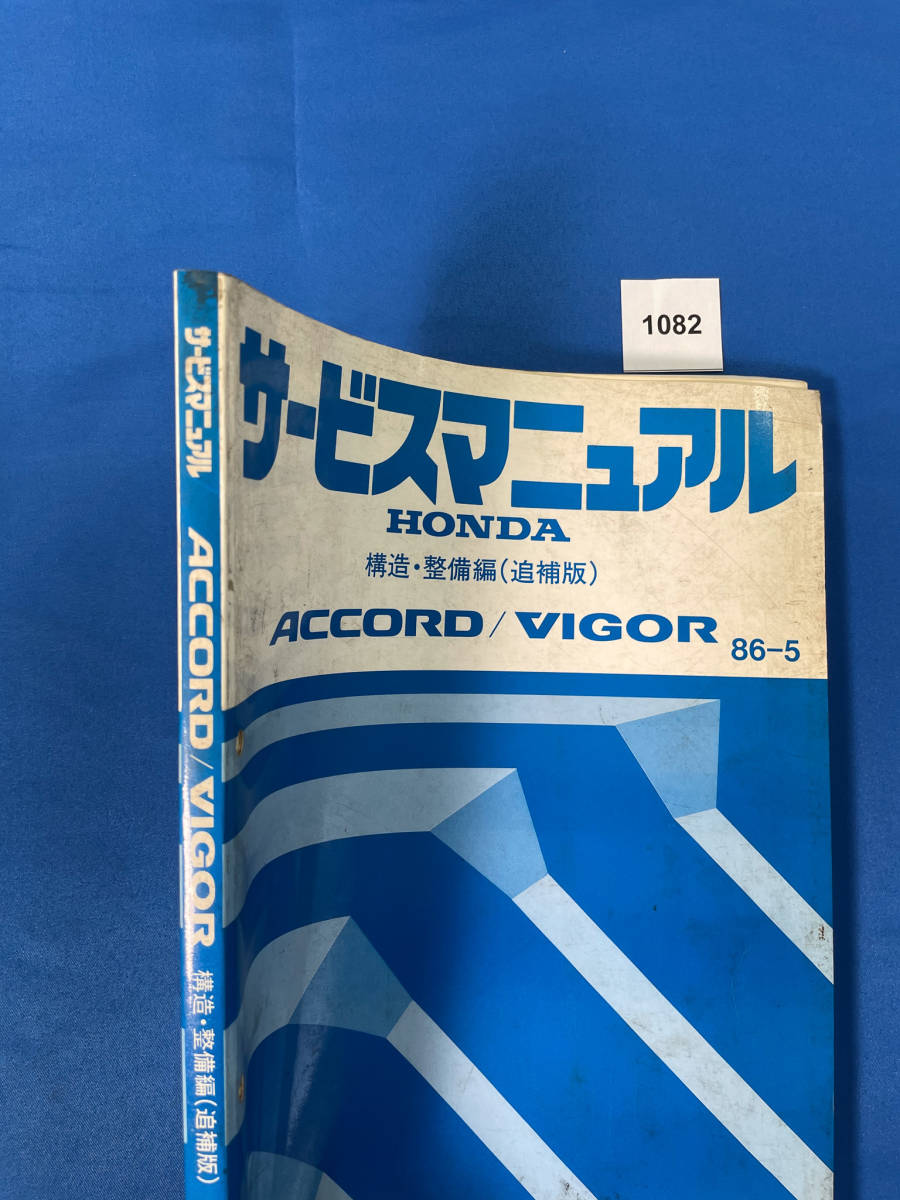 1082
サービスマニュアル
HONDA
構造・整備編(追補版)
ACCORD / VIGOR
86-5
サービスマニュアル ACCORD / VIGOR 構造・整備編(追補版)